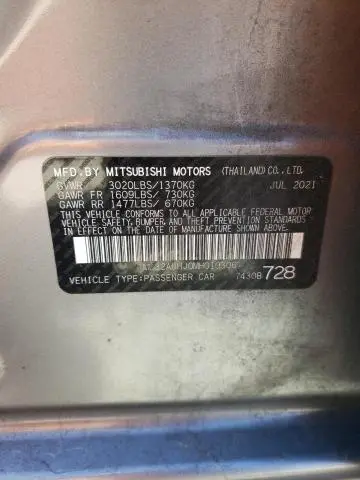 MFD.BY MITSUBISHI MOTORS (THAILAND)CO.,LTD.
GVWR 3020LBS/1370KG JUL 2021
GAWR FR 1609LBS/ 730KG
GAWR RR 1477LBS/ 670KG
THIS VEHICLE CONFORMS TO ALL APPLICABLE FEDERAL MOTOR
VEHICLE SAFETY, BUMPER, AND THEFT PREVENTION STANDARDS
IN EFFECT ON THE DATE OF MANUFACTURE SHOWN ABOVE.
VEHICLE TYPE:PASSENGER CAR 7430B 728